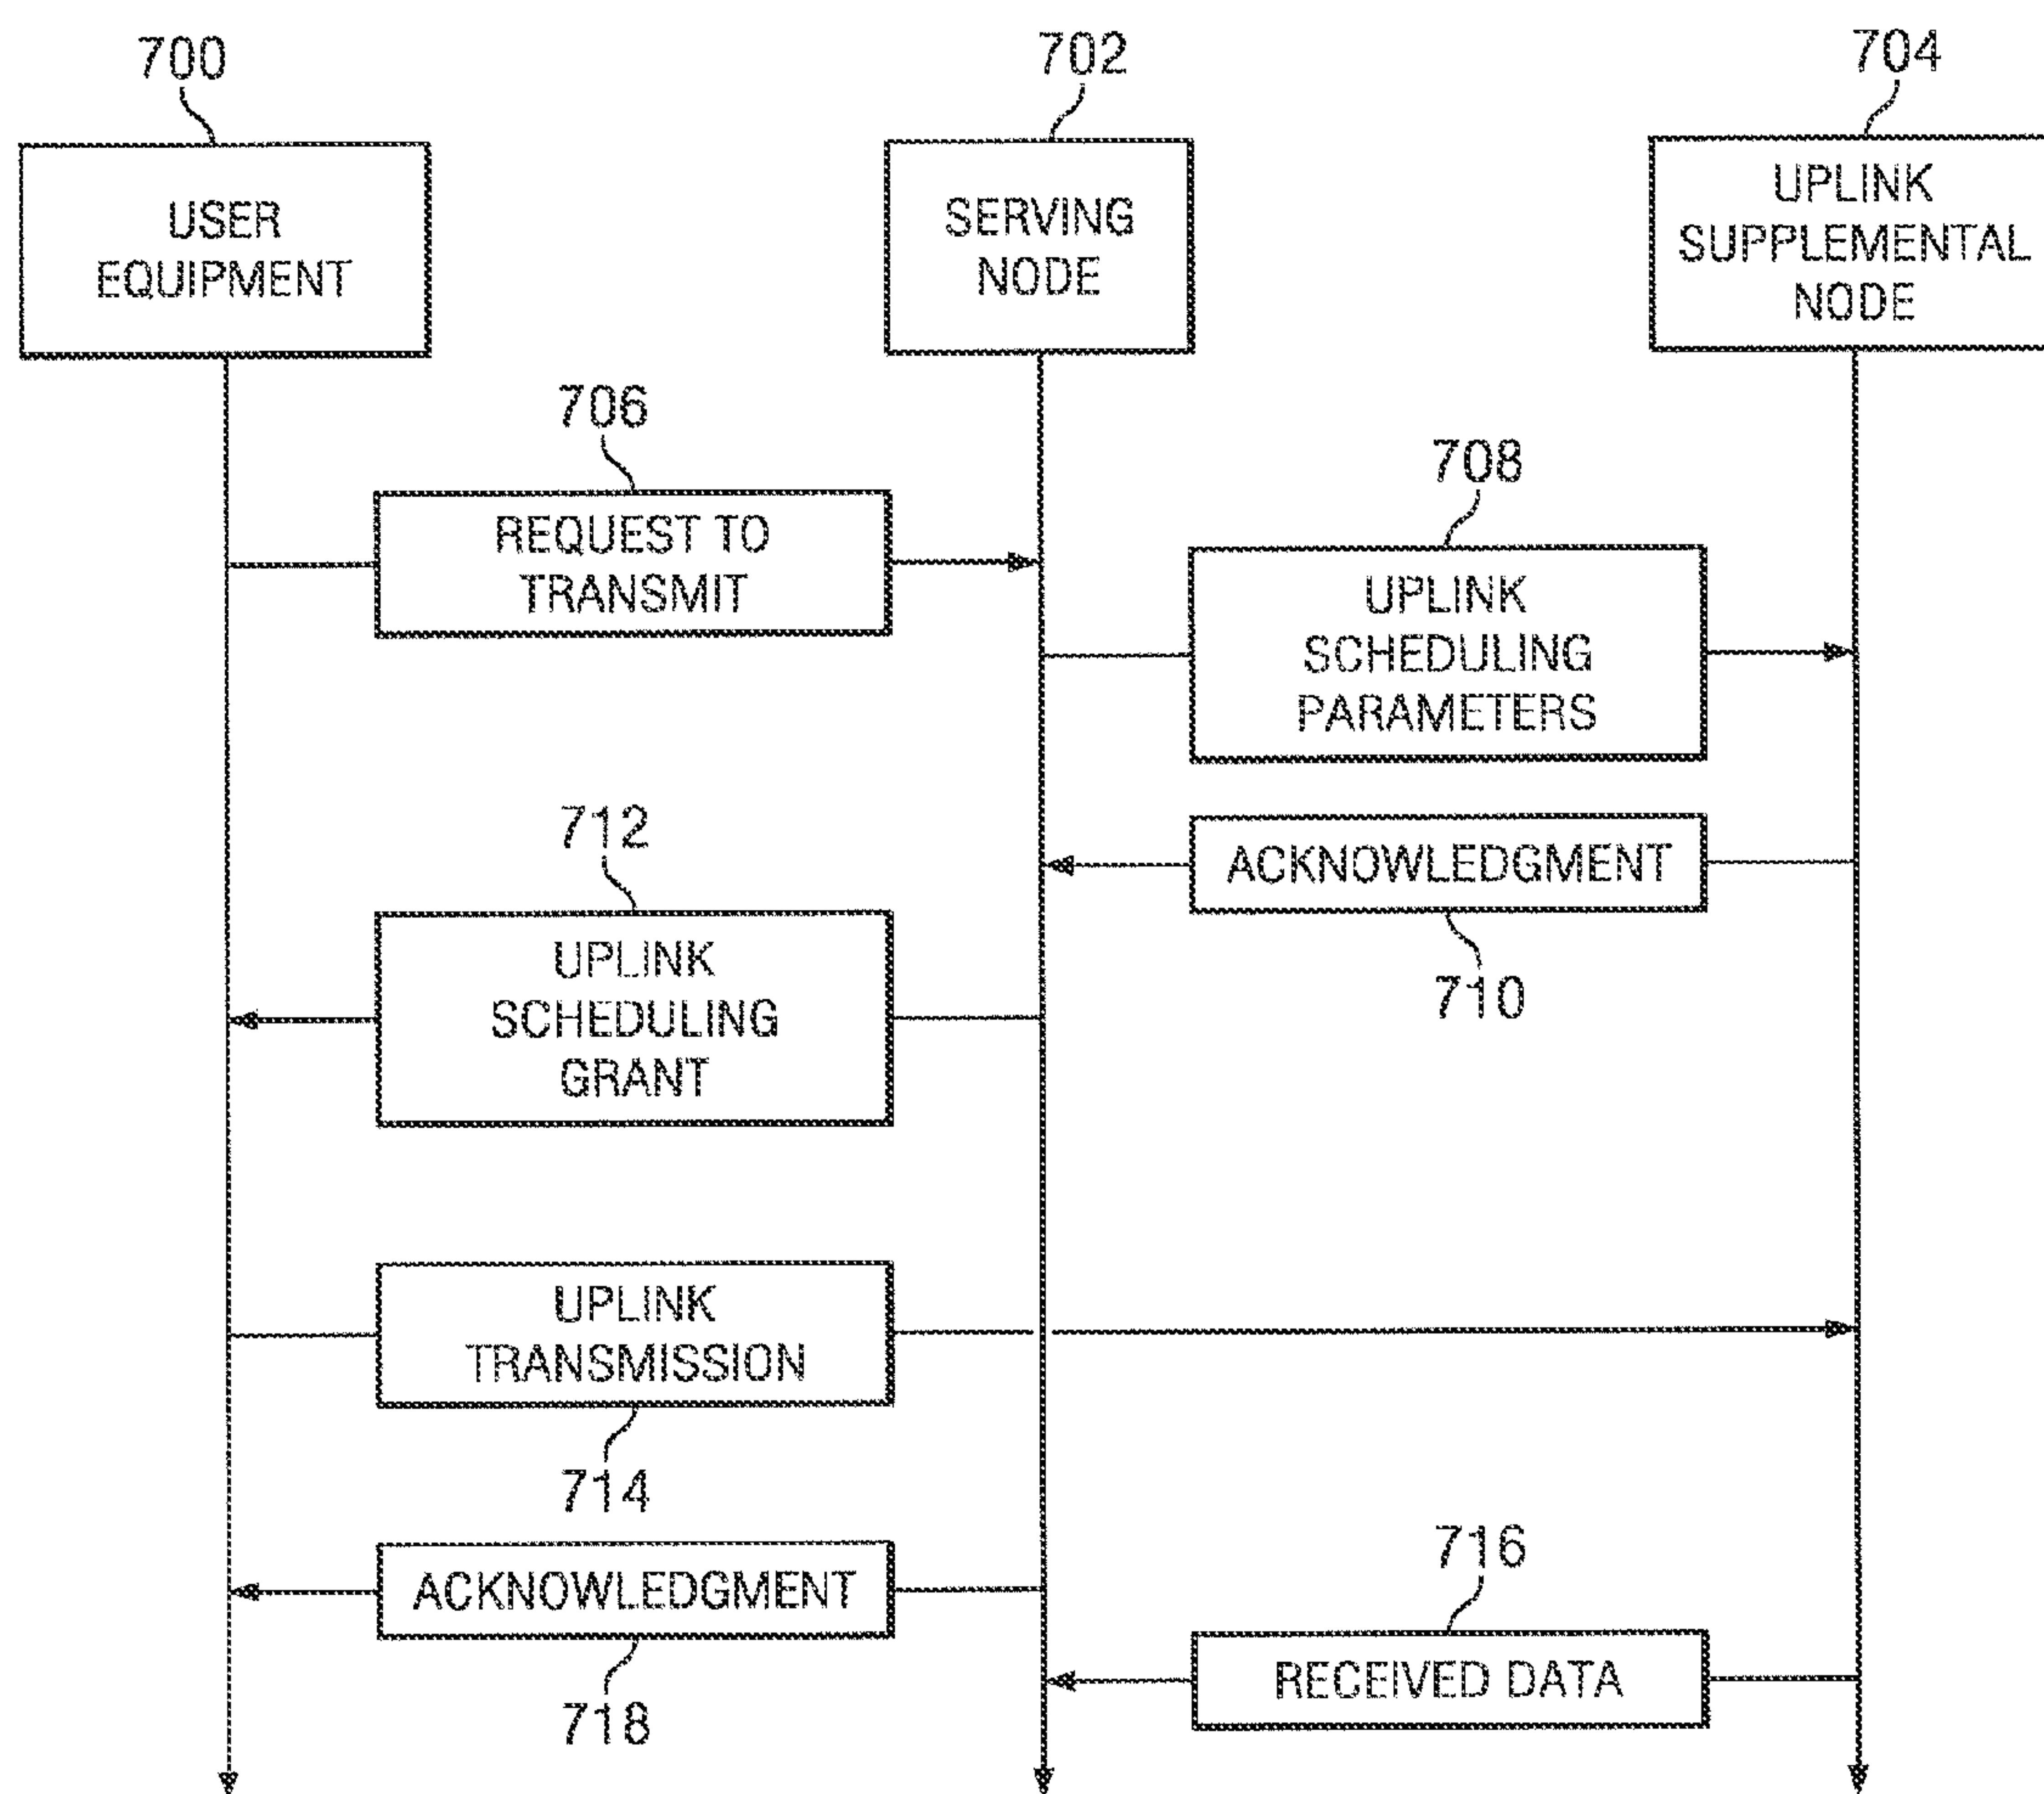 700
702
704
USER
EQUIPMENT
SERVING
NODE
UPLINK
SUPPLEMENTAL
NODE
706
REQUEST TO
TRANSMIT
708
UPLINK
SCHEDULING
PARAMETERS
ACKNOWLEDGMENT
710
712
UPLINK
SCHEDULING
GRANT
UPLINK
TRANSMISSION
714
ACKNOWLEDGMENT
718
716
RECEIVED DATA